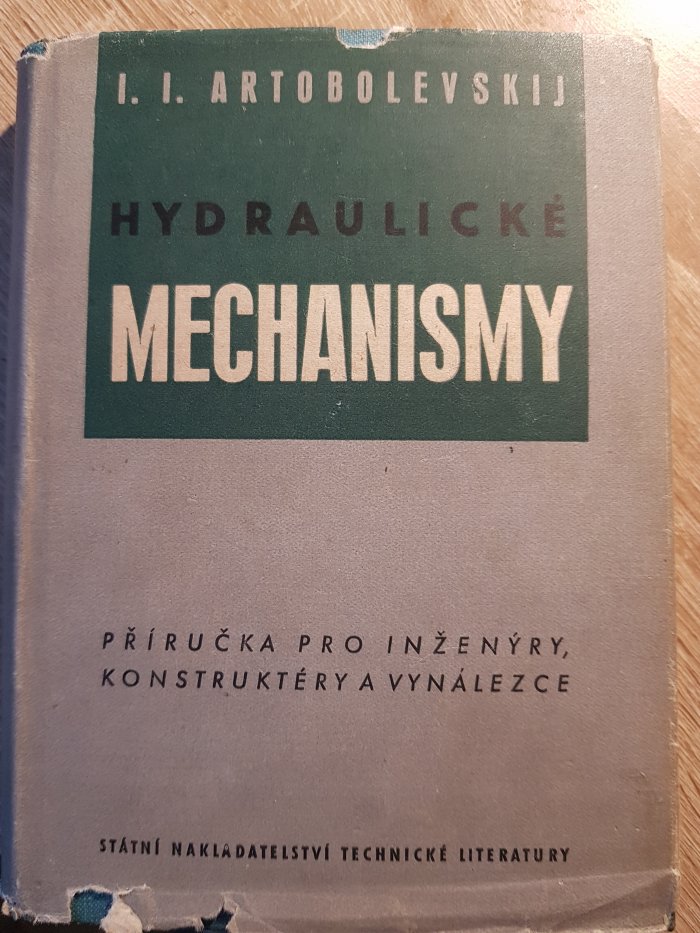 I. I. ARTOBOLEVSKIJ
HYDRAULICKÉ
MECHANISMY
PŘÍRUČKA PRO INŽENÝRY,
KONSTRUKTÉRY A VYNÁLEZCE
STÁTNÍ NAKLADATELSTVÍ TECHNICKÉ LITERATURY